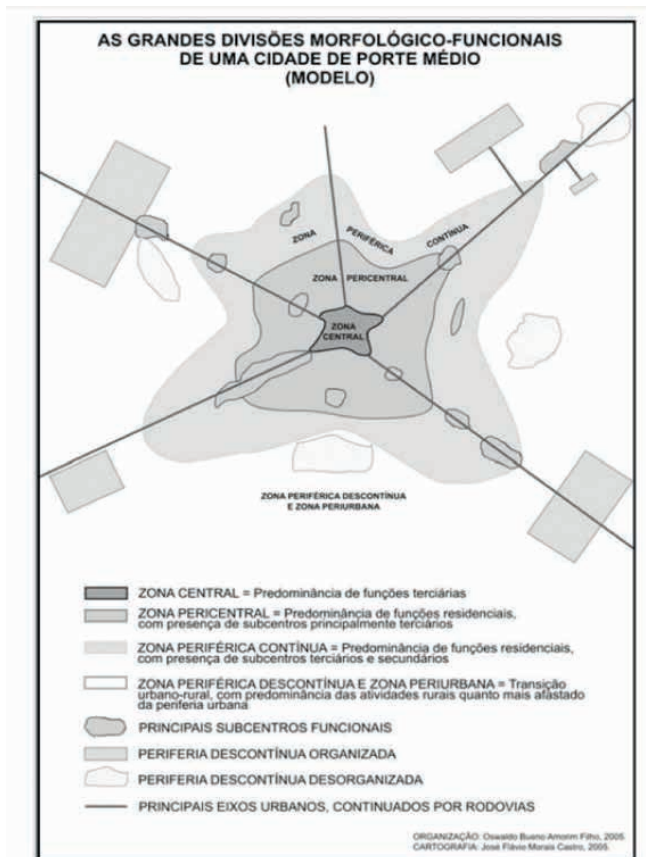 AS GRANDES DIVISÕES MORFOLÓGICO-FUNCIONAIS
DE UMA CIDADE DE PORTE MÉDIO
(MODELO)
ZONA PERIFÉRICA CONTÍNUA
ZONA PERICENTRAL
ZONA
CENTRAL
ZONA PERIFÉRICA DESCONTÍNUA
E ZONA PERIURBANA
ZONA CENTRAL = Predominância de funções terciárias
ZONA PERICENTRAL = Predominância de funções residenciais,
com presença de subcentros principalmente terciários
ZONA PERIFÉRICA CONTÍNUA = Predominância de funções residenciais,
com presença de subcentros terciários e secundários
ZONA PERIFÉRICA DESCONTÍNUA E ZONA PERIURBANA = Transição
urbano-rural, com predominância das atividades rurais quanto mais afastado
da periferia urbana
PRINCIPAIS SUBCENTROS FUNCIONAIS
PERIFERIA DESCONTÍNUA ORGANIZADA
PERIFERIA DESCONTÍNUA DESORGANIZADA
PRINCIPAIS EIXOS URBANOS, CONTINUADOS POR RODOVIAS
ORGANIZAÇÃO: Oswaldo Bueno Amorim Filho, 2005.
CARTOGRAFIA: José Flávio Morais Castro, 2005.